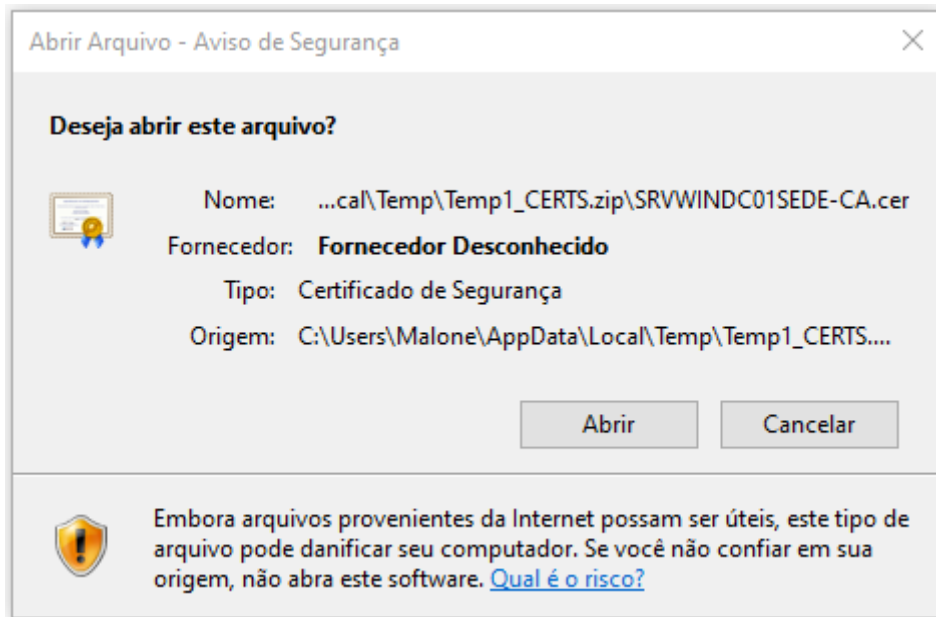 Abrir Arquivo - Aviso de Segurança
Deseja abrir este arquivo?
Nome: ...cal\Temp\Temp1_CERTS.zip\SRVWINDC01SEDE-CA.cer
Fornecedor: Fornecedor Desconhecido
Tipo: Certificado de Segurança
Origem: C:\Users\Malone\AppData\Local\Temp\Temp1_CERTS....
Abrir Cancelar
Embora arquivos provenientes da Internet possam ser úteis, este tipo de
arquivo pode danificar seu computador. Se você não confiar em sua
origem, não abra este software. Qual é o risco?